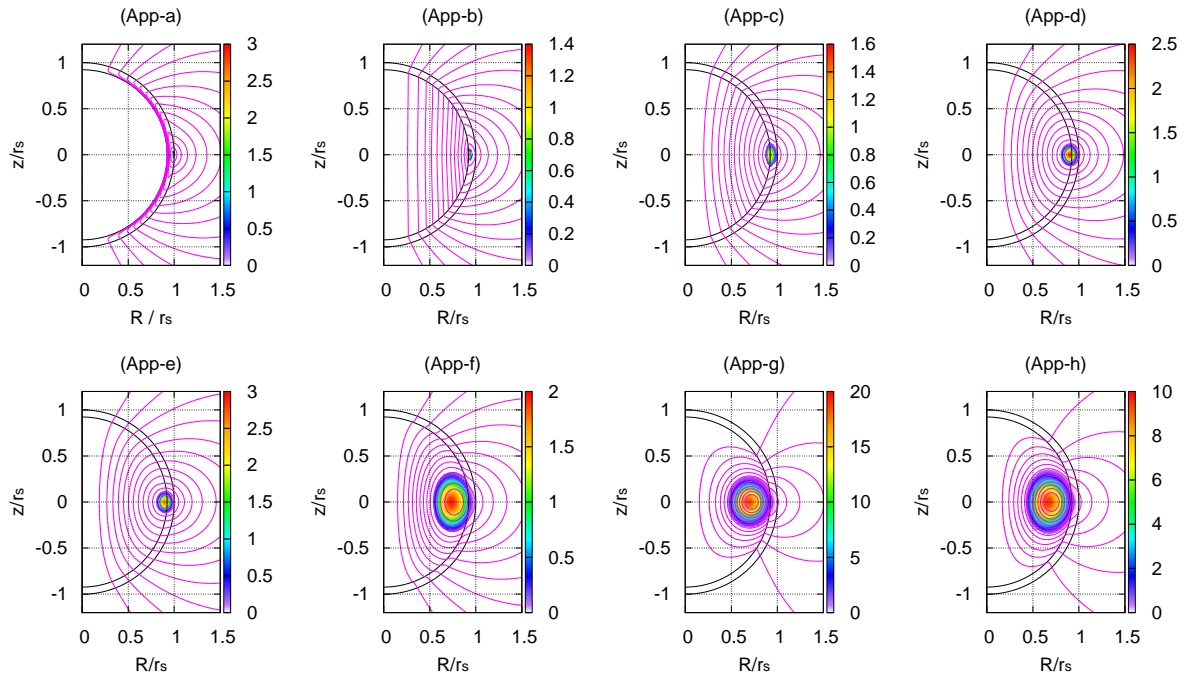 (App-a) (App-b) (App-c) (App-d)
3 1.4 1.6 2.5
1 1 1 1
2.5 1.2 1.4 2
0.5 0.5 0.5 0.5
2 1 1.2 1.5
z/rs 0 1.5 z/rs 0 0.8 z/rs 0 1 z/rs 0
1 0.6 0.8 1
-0.5 -0.5 0.6 -0.5
0.5 0.4 0.4 0.5
-1 -1 0.2 -1 0.2 -1
0 0 0 0
0 0.5 1 1.5 0 0.5 1 1.5 0 0.5 1 1.5 0 0.5 1 1.5
R / rs R/rs R/rs R/rs
(App-e) (App-f) (App-g) (App-h)
3 2 20 10
1 1 1 1
2.5 8
0.5 0.5 1.5 0.5 15 0.5
2 6
z/rs 0 1.5 z/rs 0 1 z/rs 0 10 z/rs 0
1 4
-0.5 -0.5 0.5 -0.5 5 -0.5
0.5 2
-1 -1 -1 -1
0 0 0 0
0 0.5 1 1.5 0 0.5 1 1.5 0 0.5 1 1.5 0 0.5 1 1.5
R/rs R/rs R/rs R/rs